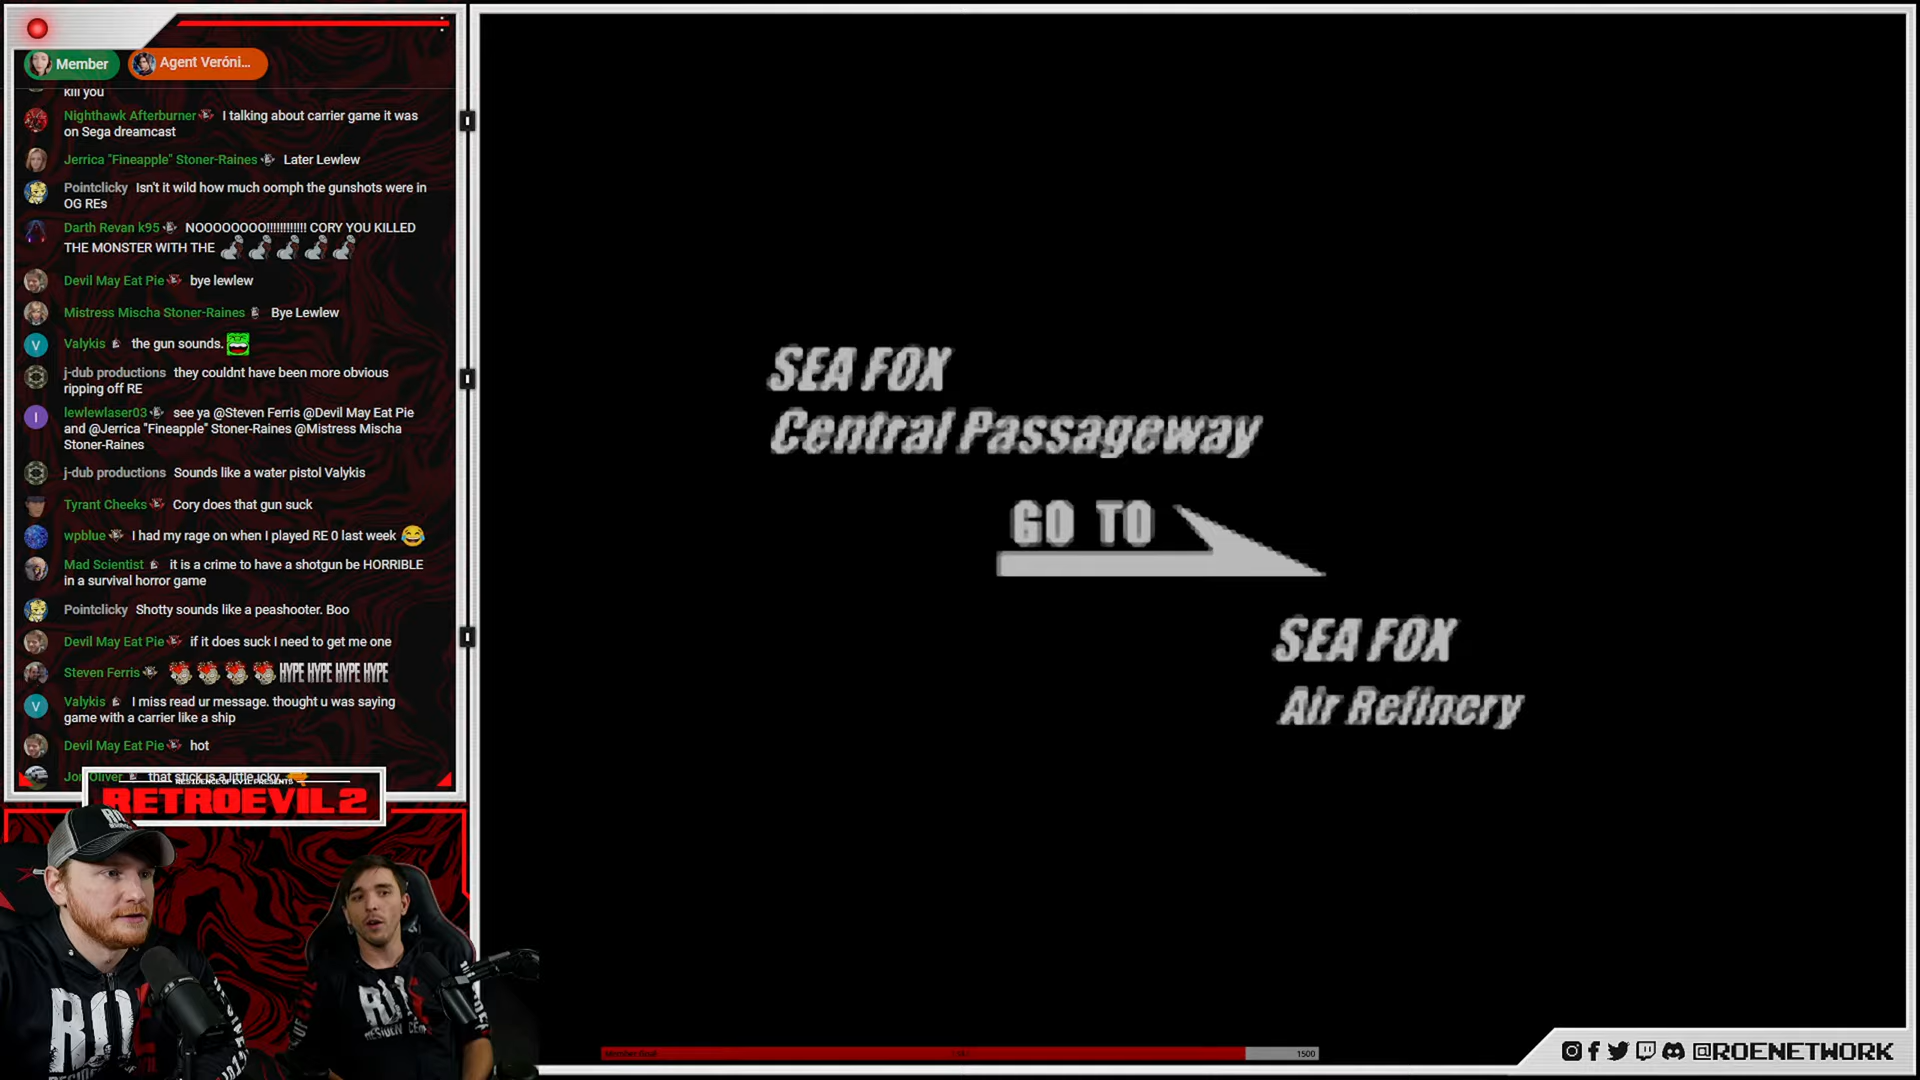 Member
Agent Veróni...
kill you
Nighthawk Afterburner I talking about carrier game it was
on Sega dreamcast
Jerrica "Fineapple" Stoner-Raines Later Lewlew
Pointclicky Isn't it wild how much oomph the gunshots were in
OG REs
Darth Revan k95 NOOOOOOOO!!!!!!!!!!!! CORY YOU KILLED
THE MONSTER WITH THE
Devil May Eat Pie bye lewlew
Mistress Mischa Stoner-Raines Bye Lewlew
V Valykis the gun sounds.
j-dub productions they couldnt have been more obvious
ripping off RE
l lewlewlaser03 see ya @Steven Ferris @Devil May Eat Pie
and @Jerrica "Fineapple" Stoner-Raines @Mistress Mischa
Stoner-Raines
j-dub productions Sounds like a water pistol Valykis
Tyrant Cheeks Cory does that gun suck
wpblue I had my rage on when I played RE 0 last week
Mad Scientist it is a crime to have a shotgun be HORRIBLE
in a survival horror game
Pointclicky Shotty sounds like a peashooter. Boo
Devil May Eat Pie if it does suck I need to get me one
Steven Ferris HYPE HYPE HYPE HYPE
V Valykis I miss read ur message. thought u was saying
game with a carrier like a ship
Devil May Eat Pie hot
Jon Oliver that stick is a little icky
RESIDENCE OF EVIL PRESENTS
RETROEVIL 2
SEA FOX
Central Passageway
GO TO
SEA FOX
Air Refinery
Member Goal
1500
@ROENETWORK